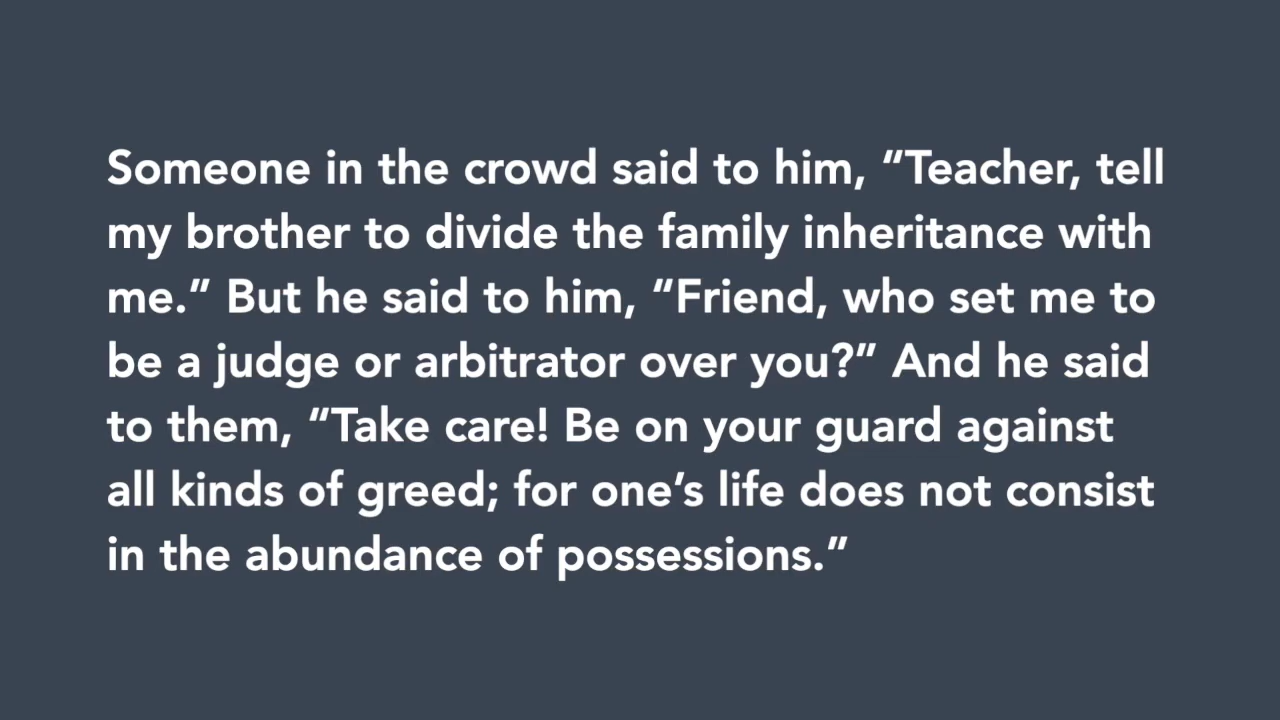 Someone in the crowd said to him, “Teacher, tell
my brother to divide the family inheritance with
me.” But he said to him, “Friend, who set me to
be a judge or arbitrator over you?” And he said
to them, “Take care! Be on your guard against
all kinds of greed; for one’s life does not consist
in the abundance of possessions.”